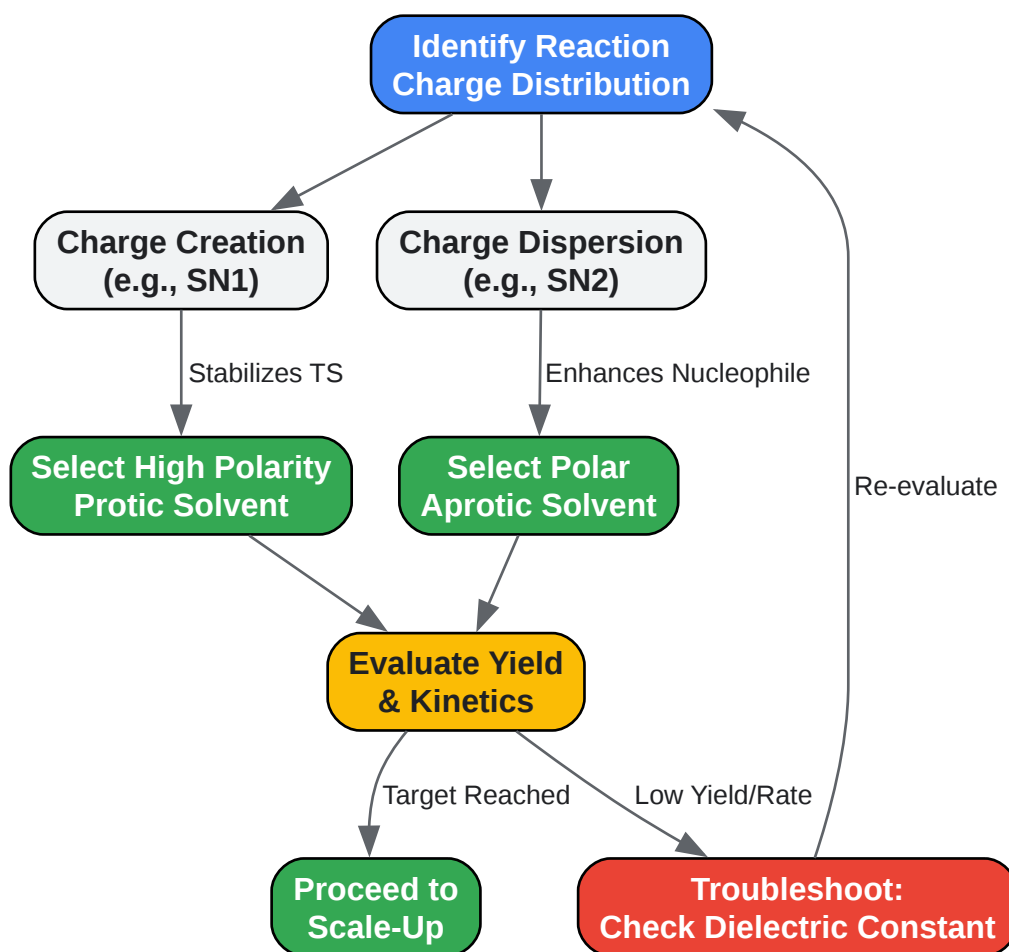 Identify Reaction
Charge Distribution
Charge Creation
(e.g., SN1)
Charge Dispersion
(e.g., SN2)
Stabilizes TS
Enhances Nucleophile
Select High Polarity
Protic Solvent
Select Polar
Aprotic Solvent
Re-evaluate
Evaluate Yield
& Kinetics
Target Reached
Low Yield/Rate
Proceed to
Scale-Up
Troubleshoot:
Check Dielectric Constant